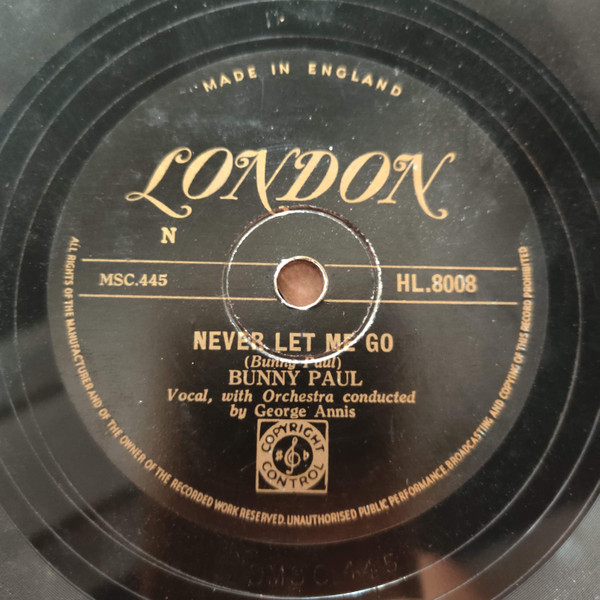 MADE IN ENGLAND
LONDON
N
MSC.445
HL.8008
NEVER LET ME GO
(Bunny Paul)
BUNNY PAUL
Vocal, with Orchestra conducted
by George Annis
COPYRIGHT
CONTROL
ALL RIGHTS OF THE MANUFACTURER AND OF THE OWNER OF THE RECORDED WORK RESERVED. UNAUTHORISED PUBLIC PERFORMANCE BROADCASTING AND COPYING OF THIS RECORD PROHIBITED